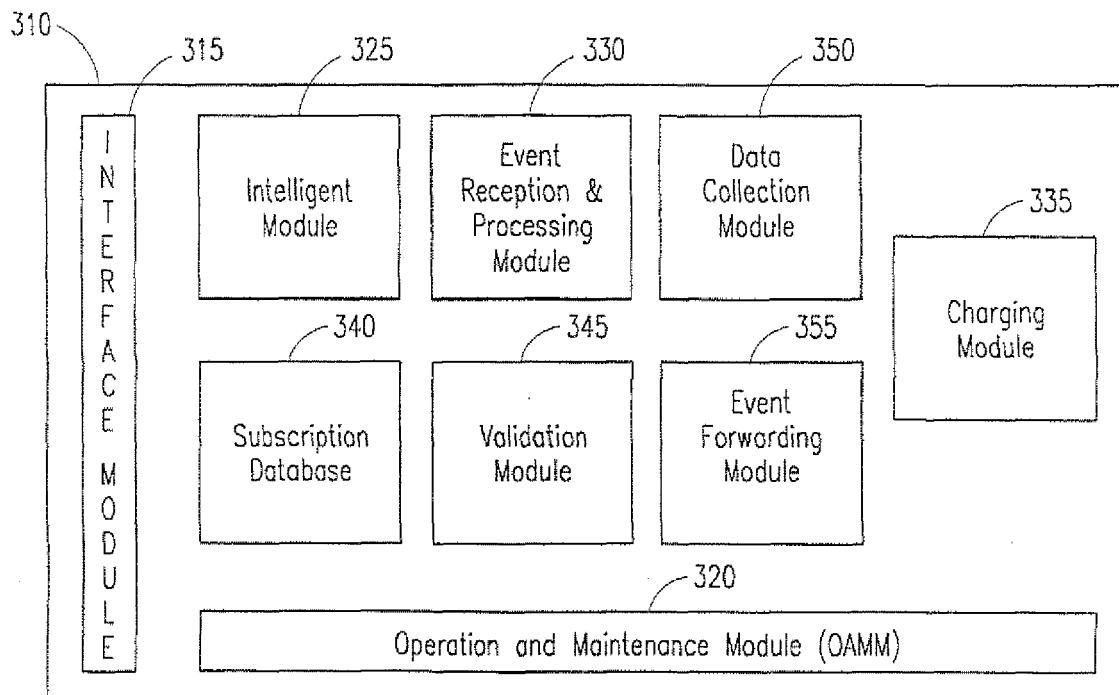 310
315
325
330
350
INTERFACE MODULE
Intelligent
Module
Event
Reception &
Processing
Module
Data
Collection
Module
335
Charging
Module
340
345
355
Subscription
Database
Validation
Module
Event
Forwarding
Module
320
Operation and Maintenance Module (OAMM)